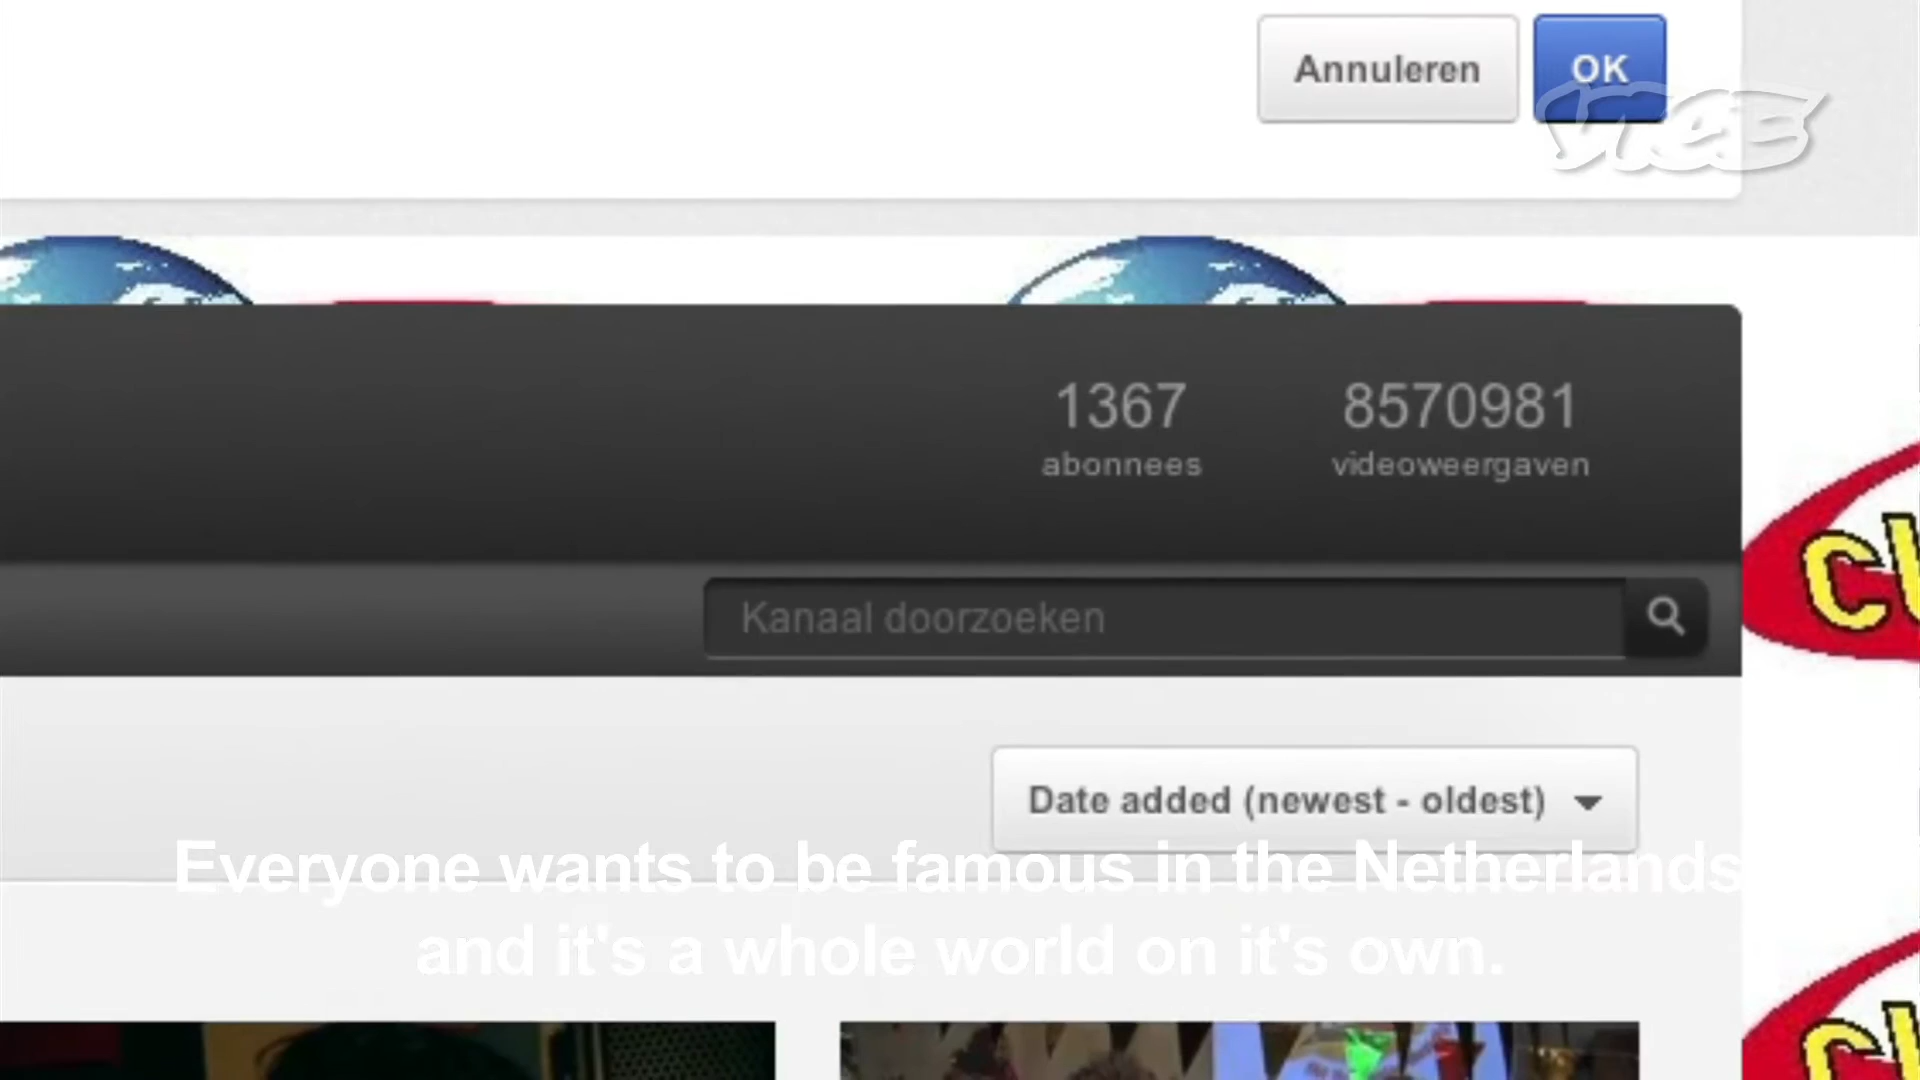 Annuleren
OK
VICE
1367
8570981
abonnees
videoweergaven
Kanaal doorzoeken
Date added (newest - oldest)
Everyone wants to be famous in the Netherlands
and it's a whole world on it's own.